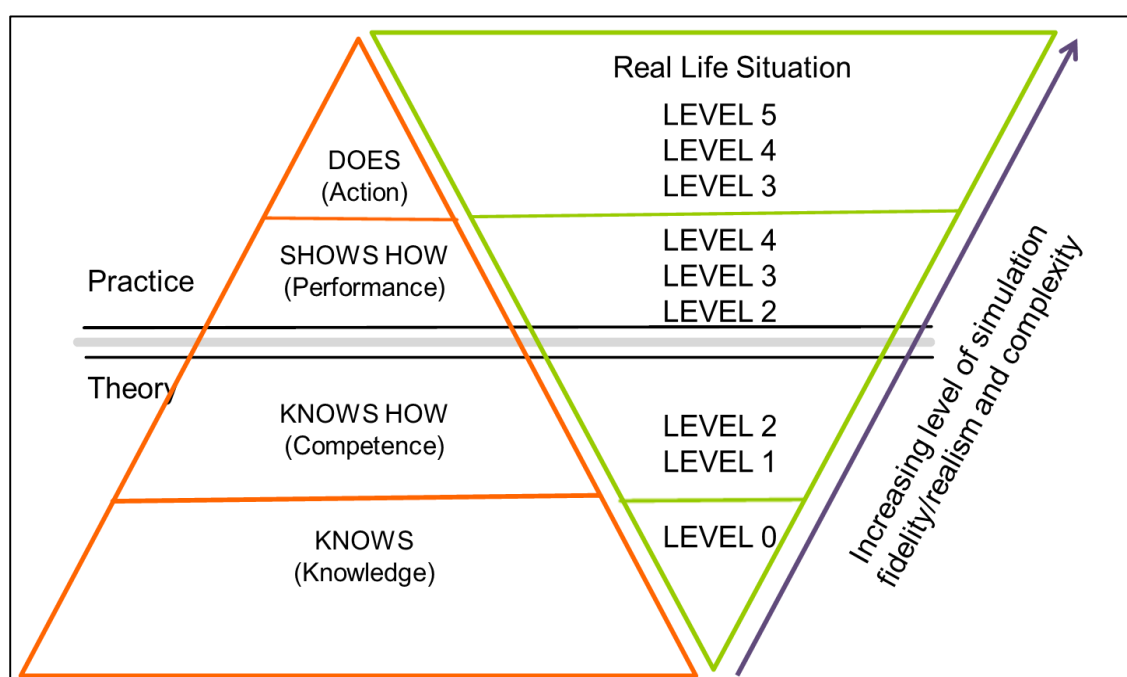 Real Life Situation
LEVEL 5
LEVEL 4
LEVEL 3
DOES
(Action)
SHOWS HOW
(Performance)
LEVEL 4
LEVEL 3
LEVEL 2
Practice
Theory
KNOWS HOW
(Competence)
LEVEL 2
LEVEL 1
KNOWS
(Knowledge)
LEVEL 0
Increasing level of simulation
fidelity/realism and complexity